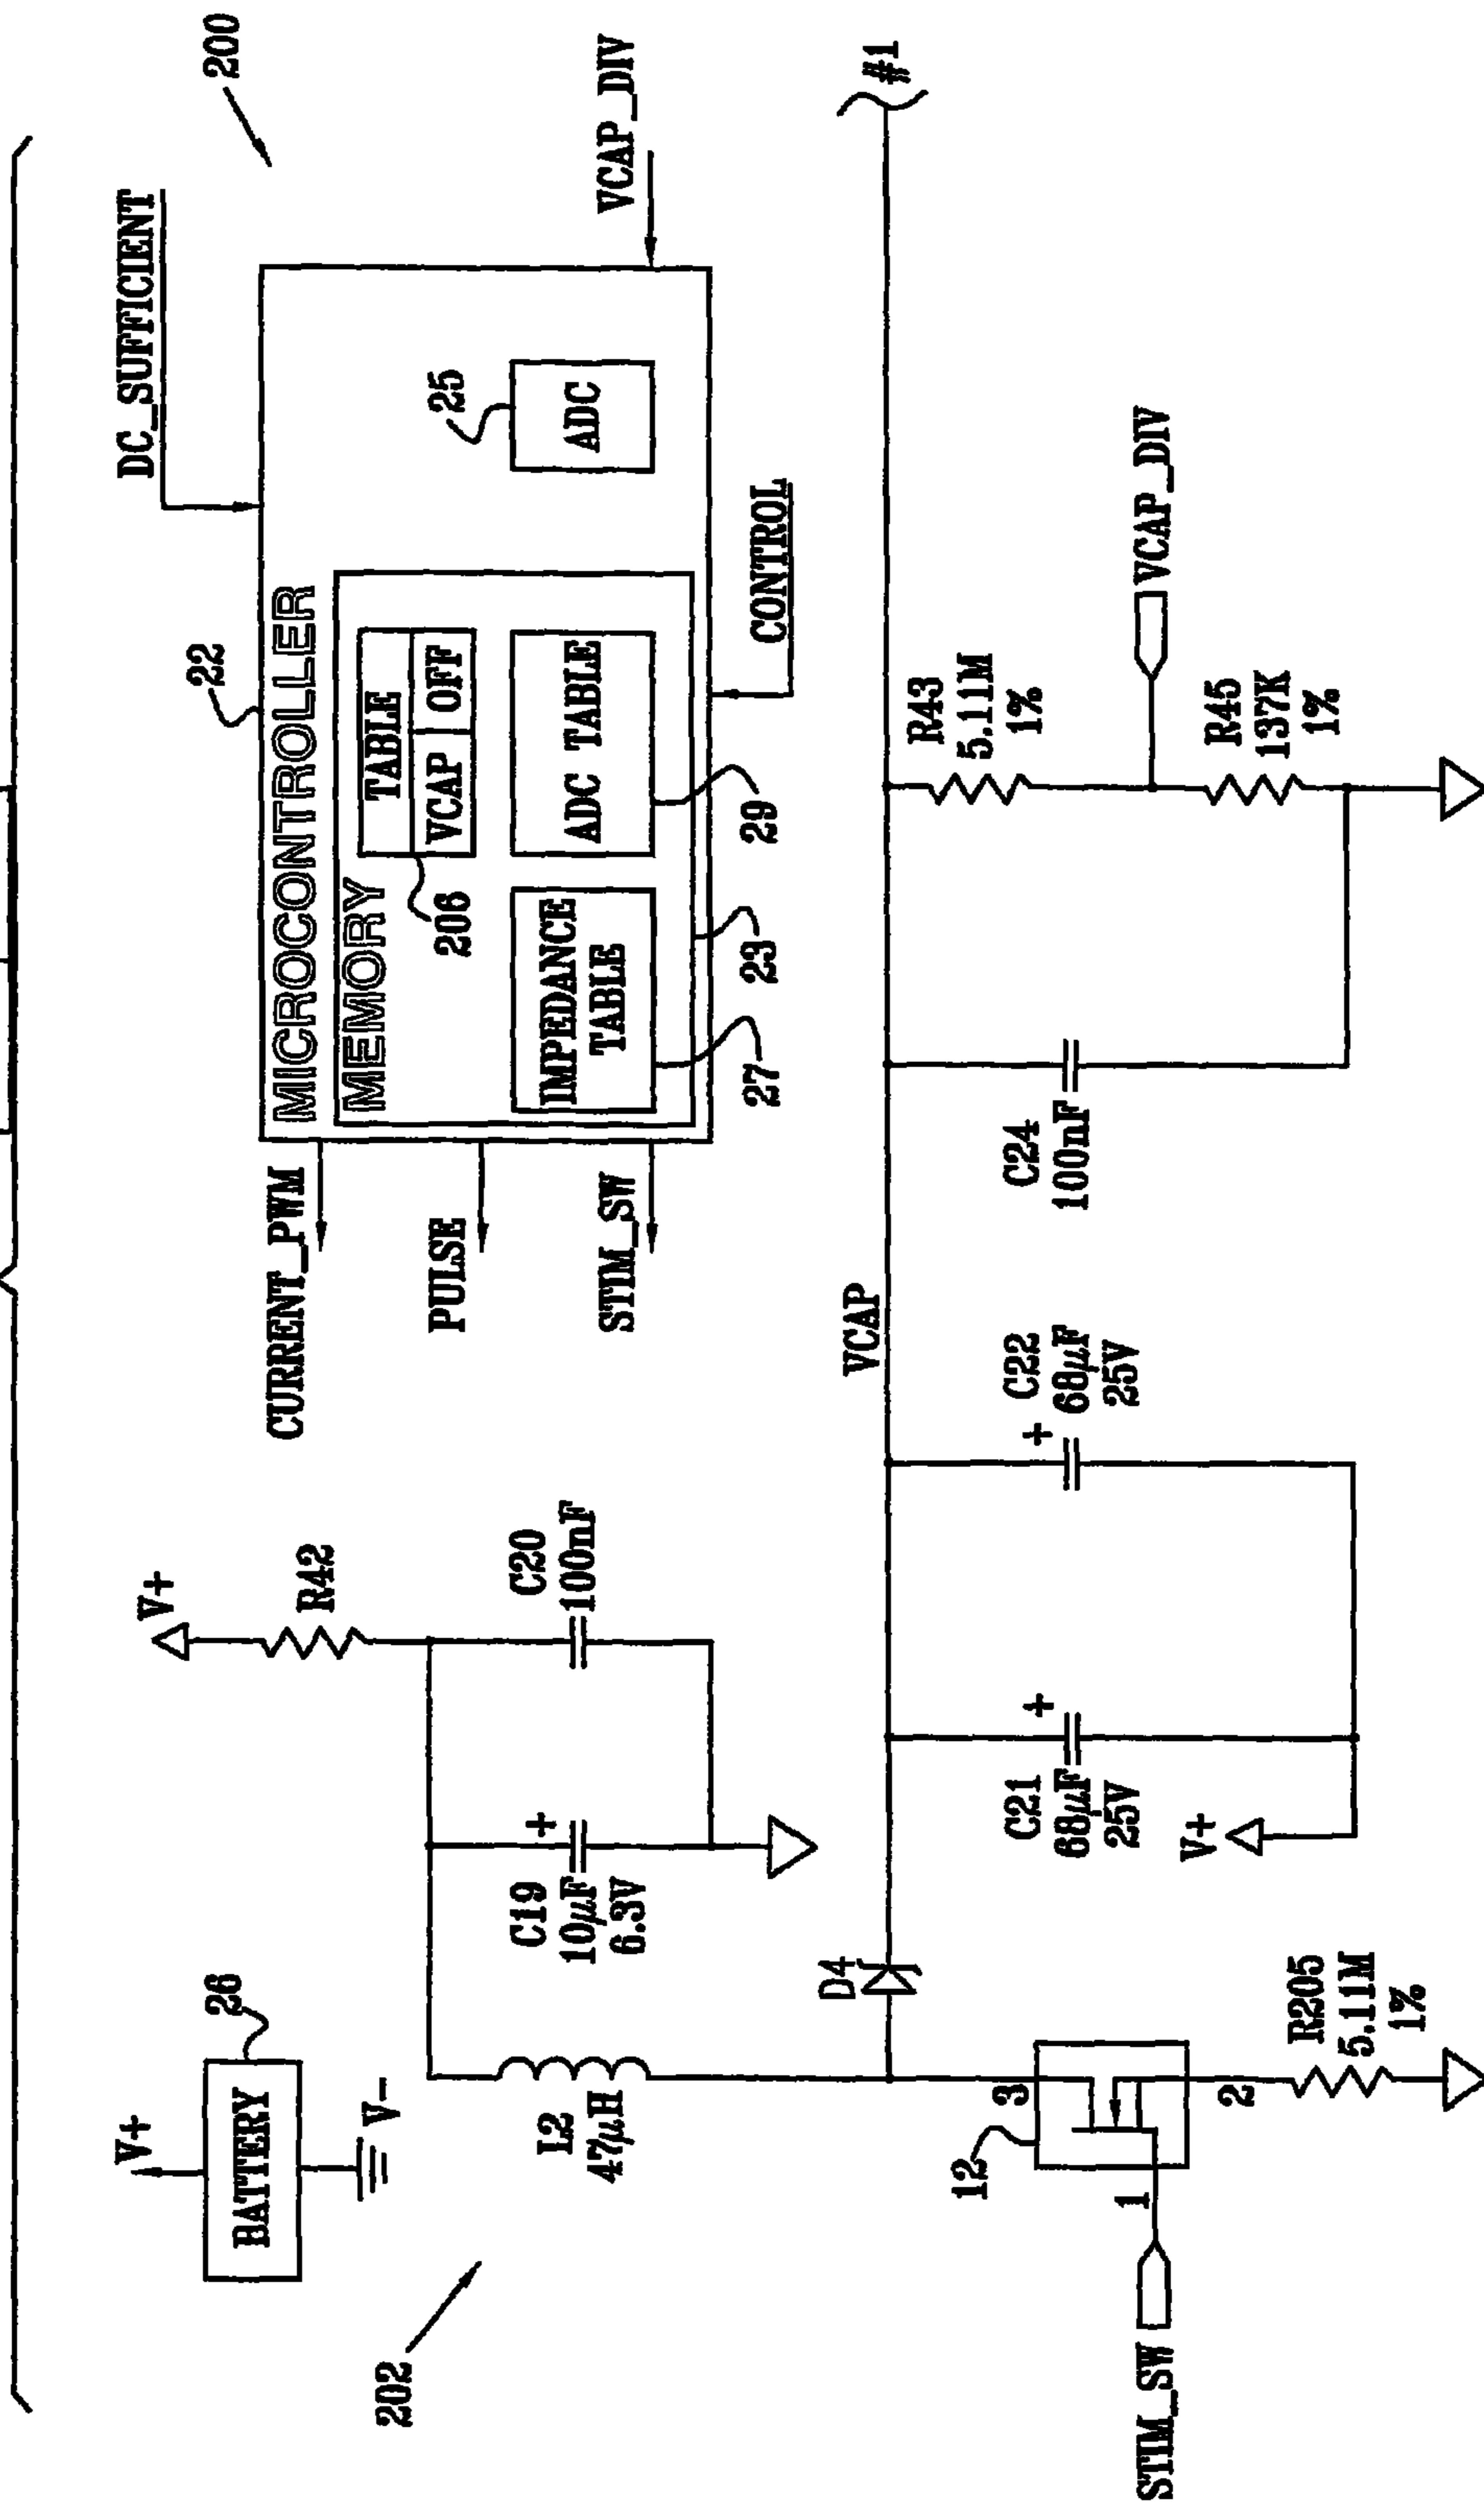 200
DC_SUFFICIENT
22
MICROCONTROLLER
MEMORY
TABLE
VCAP OFF
206
IMPEDANCE
TABLE
ADC TABLE
25
ADC
27
23
29
CONTROL
VCAP_DIV
CURRENT_PWM
PULSE
STIM_SW
202
V+
26
BATTERY
V-
V+
R42
C19
10µF
6.3V
+
C20
100nF
L2
47µH
D4
VCAP
#1
12
3
1
2
STIM_SW
R205
5.11M
1%
C21
68µF
25V
+
V+
C22
68µF
25V
+
C24
100nF
R43
5.11M
1%
VCAP_DIV
R45
137K
1%